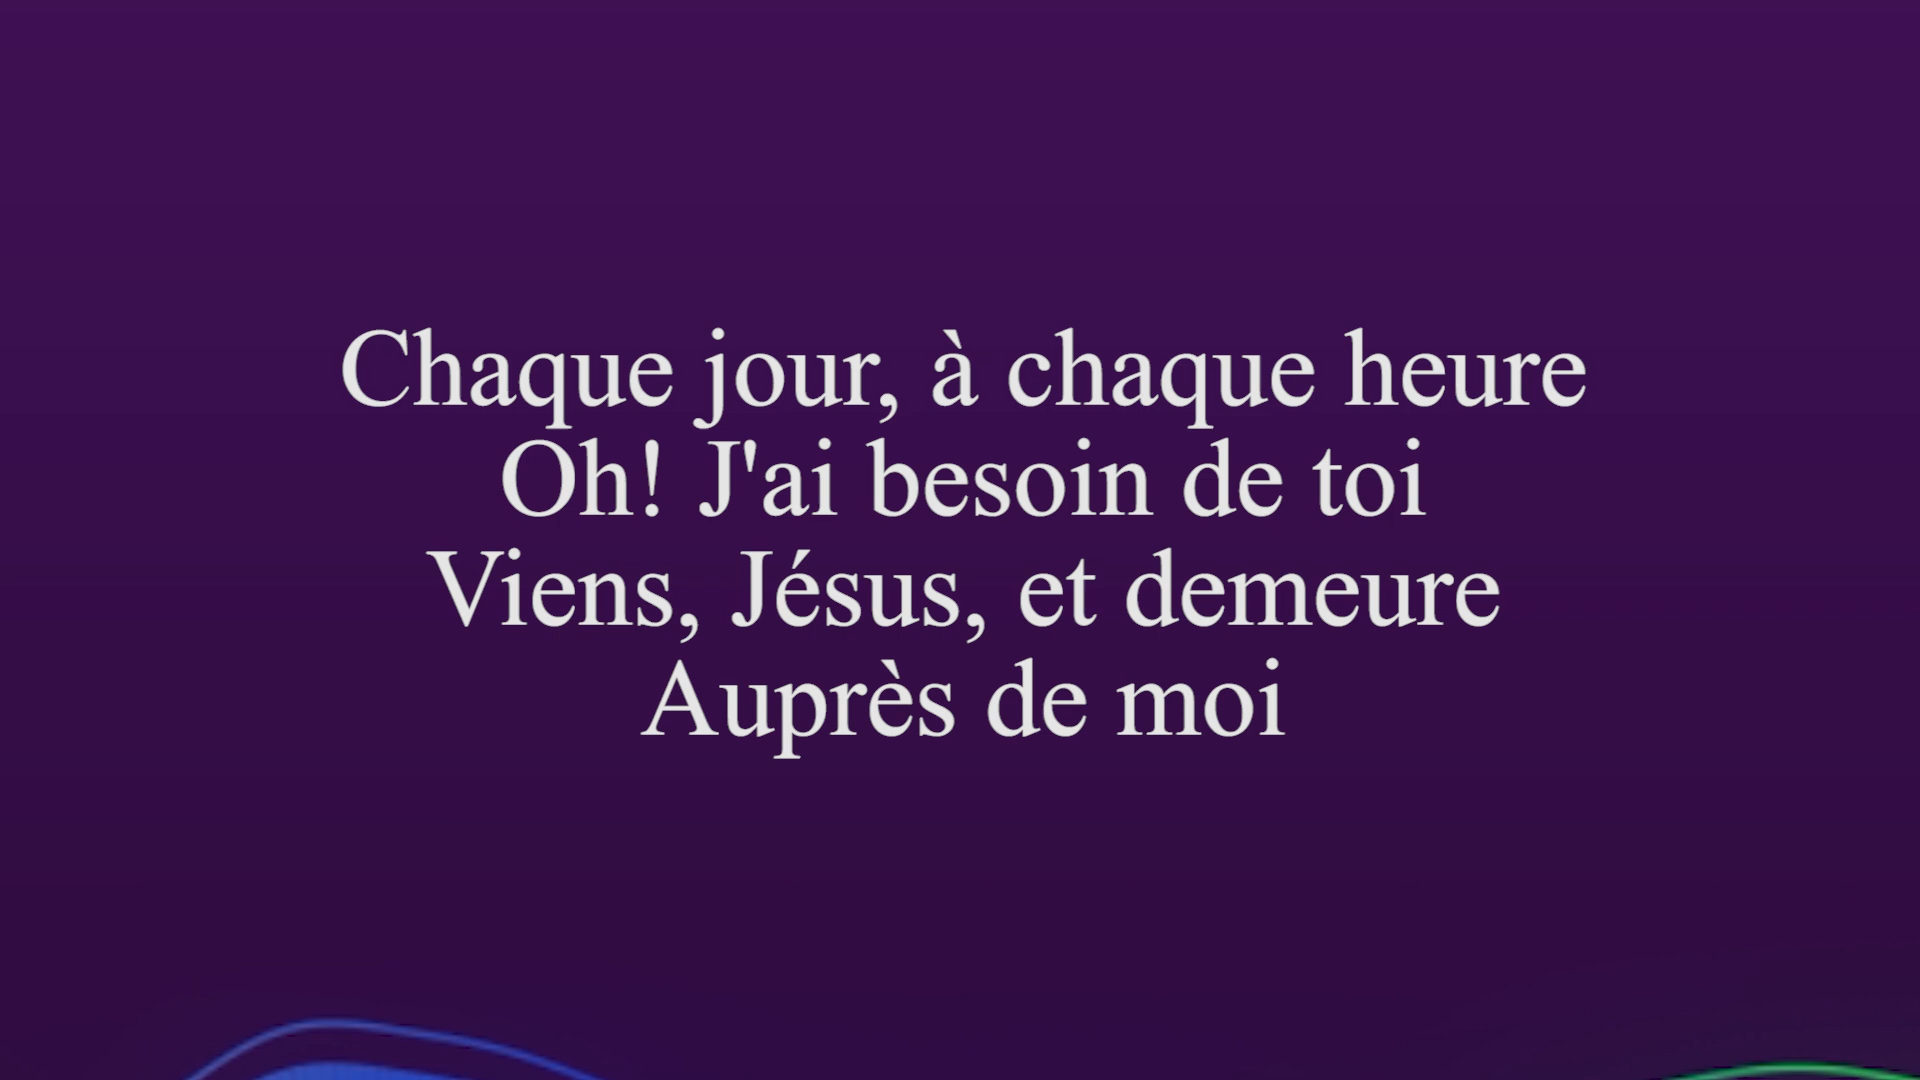 Chaque jour, à chaque heure
Oh! J'ai besoin de toi
Viens, Jésus, et demeure
Auprès de moi